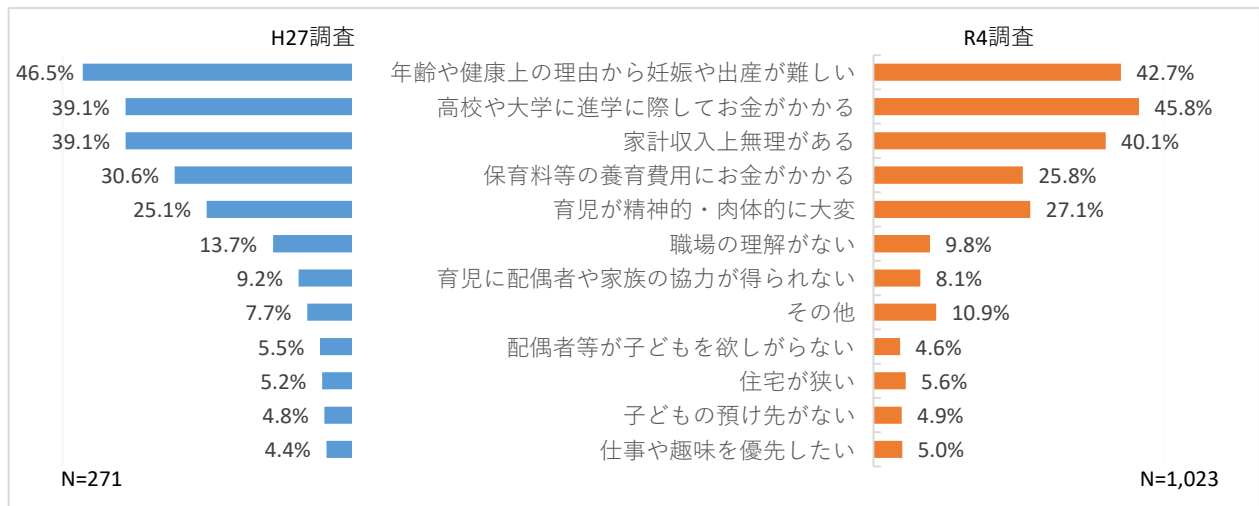 H27調査 R4調査
46.5% 年齢や健康上の理由から妊娠や出産が難しい 42.7%
39.1% 高校や大学に進学に際してお金がかかる 45.8%
39.1% 家計収入上無理がある 40.1%
30.6% 保育料等の養育費用にお金がかかる 25.8%
25.1% 育児が精神的・肉体的に大変 27.1%
13.7% 職場の理解がない 9.8%
9.2% 育児に配偶者や家族の協力が得られない 8.1%
7.7% その他 10.9%
5.5% 配偶者等が子どもを欲しがらない 4.6%
5.2% 住宅が狭い 5.6%
4.8% 子どもの預け先がない 4.9%
4.4% 仕事や趣味を優先したい 5.0%
N=271 N=1,023